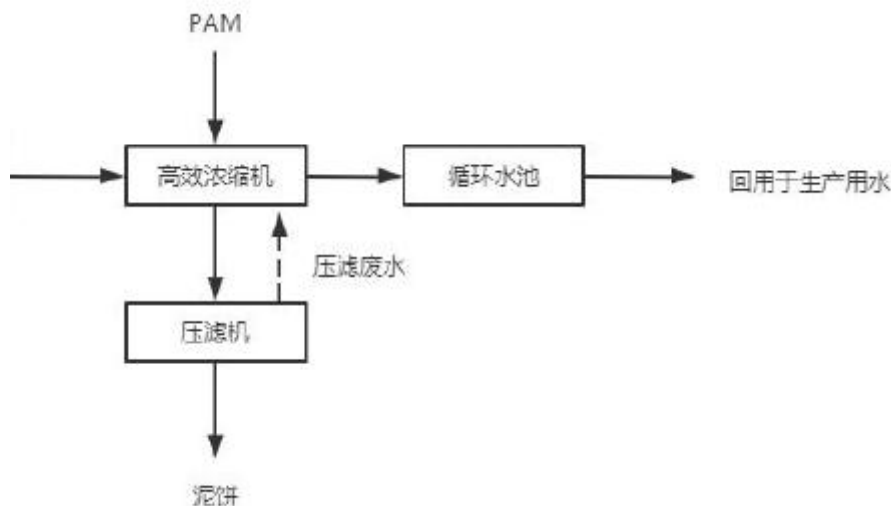 PAM
高效浓缩机
循环水池
回用于生产用水
压滤废水
压滤机
泥饼